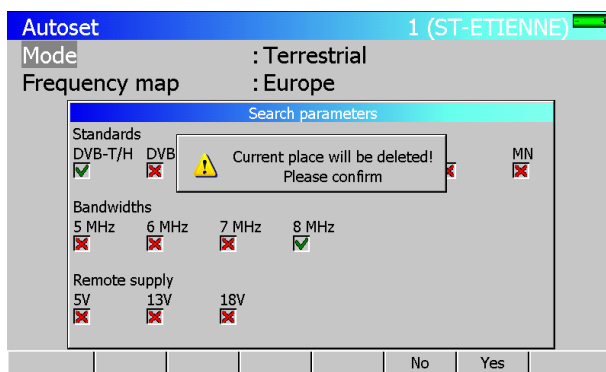 Autoset 1 (ST-ETIENNE)
Mode : Terrestrial
Frequency map : Europe
Search parameters
Standards
DVB-T/H DVB MN
Current place will be deleted!
Please confirm
Bandwidths
5 MHz 6 MHz 7 MHz 8 MHz
Remote supply
5V 13V 18V
No Yes